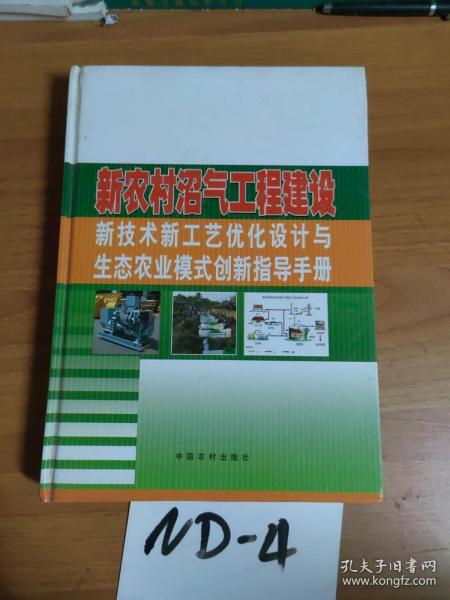 新农村沼气工程建设
新技术新工艺优化设计与
生态农业模式创新指导手册
中国农村出版社
ND-4
孔夫子旧书网
www.kongfz.com